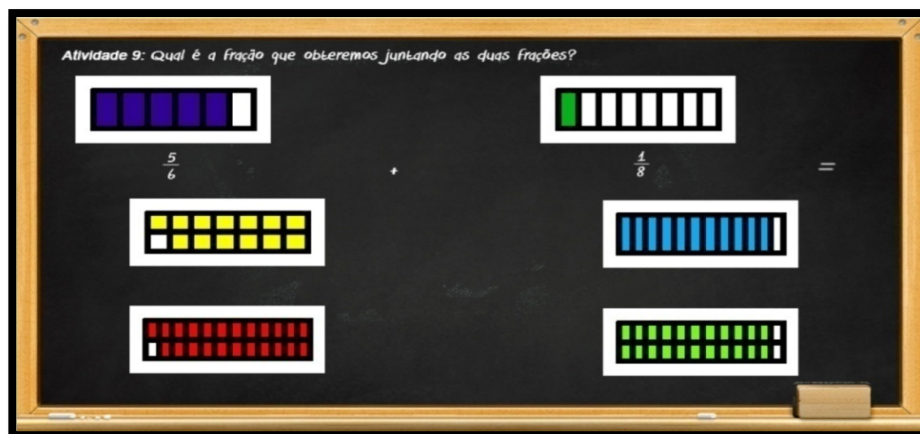 Atividade 9: Qual é a fração que obteremos juntando as duas frações?
5/6 + 1/8 =